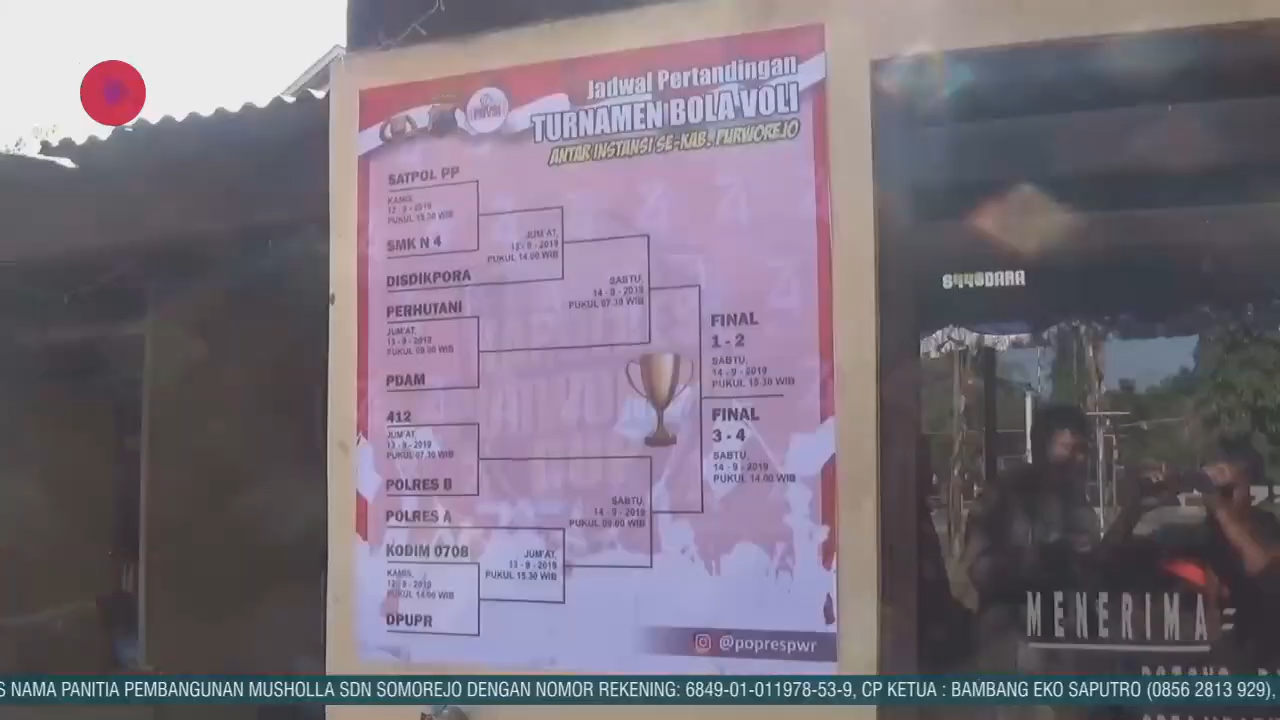 Jadwal Pertandingan
TURNAMEN BOLA VOLI
ANTAR INSTANSI SE-KAB. PURWOREJO
SATPOL PP
KAMIS,
12 - 9 - 2019
PUKUL 15.30 WIB
SMK N 4
JUM'AT,
13 - 9 - 2019
PUKUL 14.00 WIB
DISDIKPORA
SABTU,
14 - 9 - 2019
PUKUL 07.30 WIB
PERHUTANI
JUM'AT,
13 - 9 - 2019
PUKUL 09.00 WIB
PDAM
FINAL
1 - 2
SABTU,
14 - 9 - 2019
PUKUL 15.30 WIB
FINAL
3 - 4
SABTU,
14 - 9 - 2019
PUKUL 14.00 WIB
412
JUM'AT,
13 - 9 - 2019
PUKUL 07.30 WIB
POLRES B
SABTU,
14 - 9 - 2019
PUKUL 09.00 WIB
POLRES A
JUM'AT,
13 - 9 - 2019
PUKUL 15.30 WIB
KODIM 0708
KAMIS,
12 - 9 - 2019
PUKUL 14.00 WIB
DPUPR
@poprespwr
MENERIMA
S NAMA PANITIA PEMBANGUNAN MUSHOLLA SDN SOMOREJO DENGAN NOMOR REKENING: 6849-01-011978-53-9, CP KETUA : BAMBANG EKO SAPUTRO (0856 2813 929),